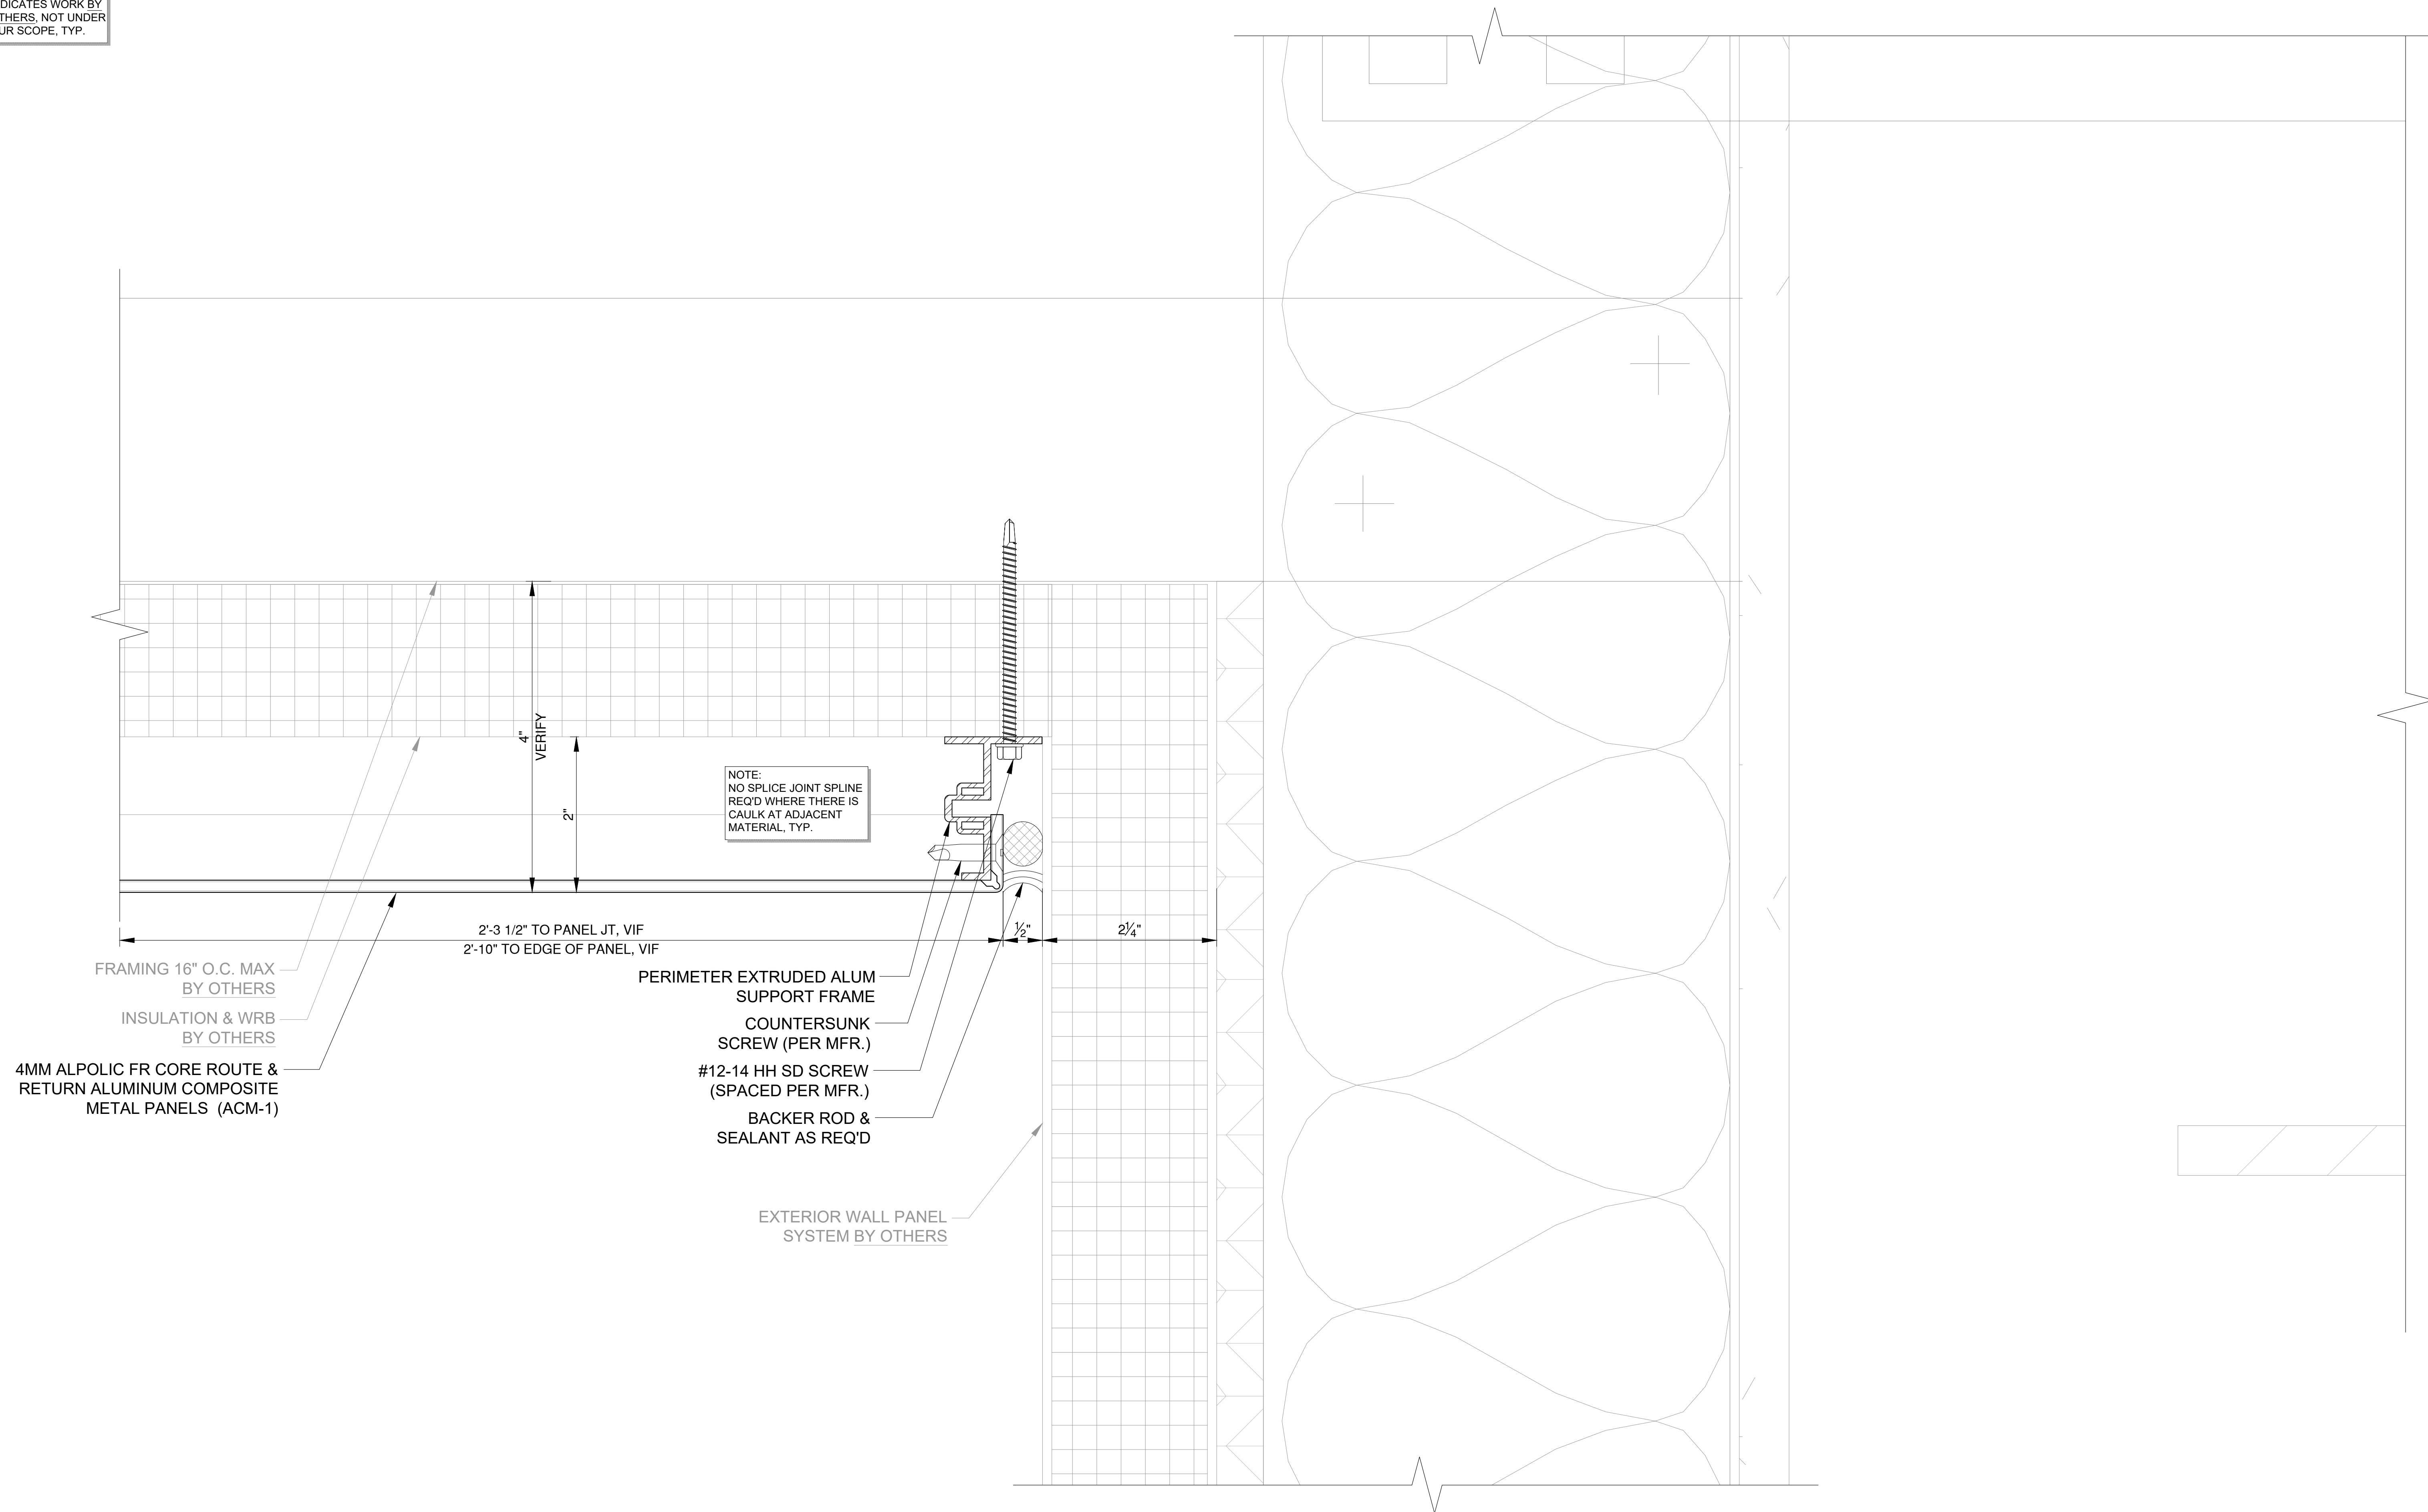 WORK BY
NOT UNDER
SCOPE, TYP.
4"
VERIFY
2"
NOTE:
NO SPLICE JOINT SPLINE
REQ'D WHERE THERE IS
CAULK AT ADJACENT
MATERIAL, TYP.
2'-3 1/2" TO PANEL JT, VIF
2'-10" TO EDGE OF PANEL, VIF
1/2"
2 1/4"
FRAMING 16" O.C. MAX
BY OTHERS
INSULATION & WRB
BY OTHERS
4MM ALPOLIC FR CORE ROUTE &
RETURN ALUMINUM COMPOSITE
METAL PANELS (ACM-1)
PERIMETER EXTRUDED ALUM
SUPPORT FRAME
COUNTERSUNK
SCREW (PER MFR.)
#12-14 HH SD SCREW
(SPACED PER MFR.)
BACKER ROD &
SEALANT AS REQ'D
EXTERIOR WALL PANEL
SYSTEM BY OTHERS